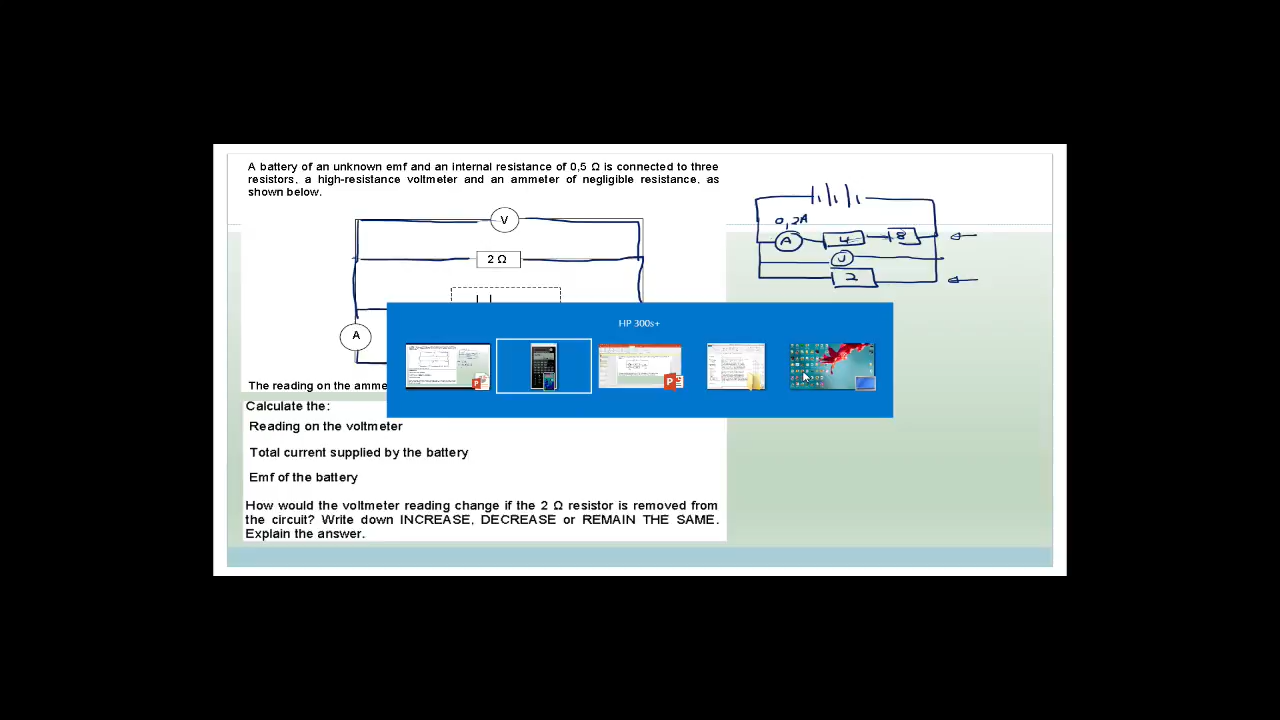 A battery of an unknown emf and an internal resistance of 0,5 Ω is connected to three
resistors, a high-resistance voltmeter and an ammeter of negligible resistance, as
shown below.
V
2 Ω
A
0,2A
A
4
8
V
2
HP 300s+
The reading on the amme
Calculate the:
Reading on the voltmeter
Total current supplied by the battery
Emf of the battery
How would the voltmeter reading change if the 2 Ω resistor is removed from
the circuit? Write down INCREASE, DECREASE or REMAIN THE SAME.
Explain the answer.